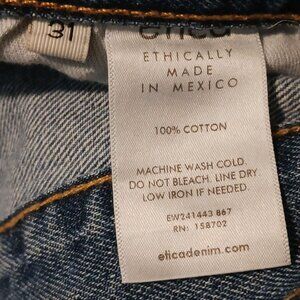 31
etica
ETHICALLY
MADE
IN MEXICO
100% COTTON
MACHINE WASH COLD.
DO NOT BLEACH. LINE DRY
LOW IRON IF NEEDED.
EW241443 867
RN: 158702
eticadenim.com